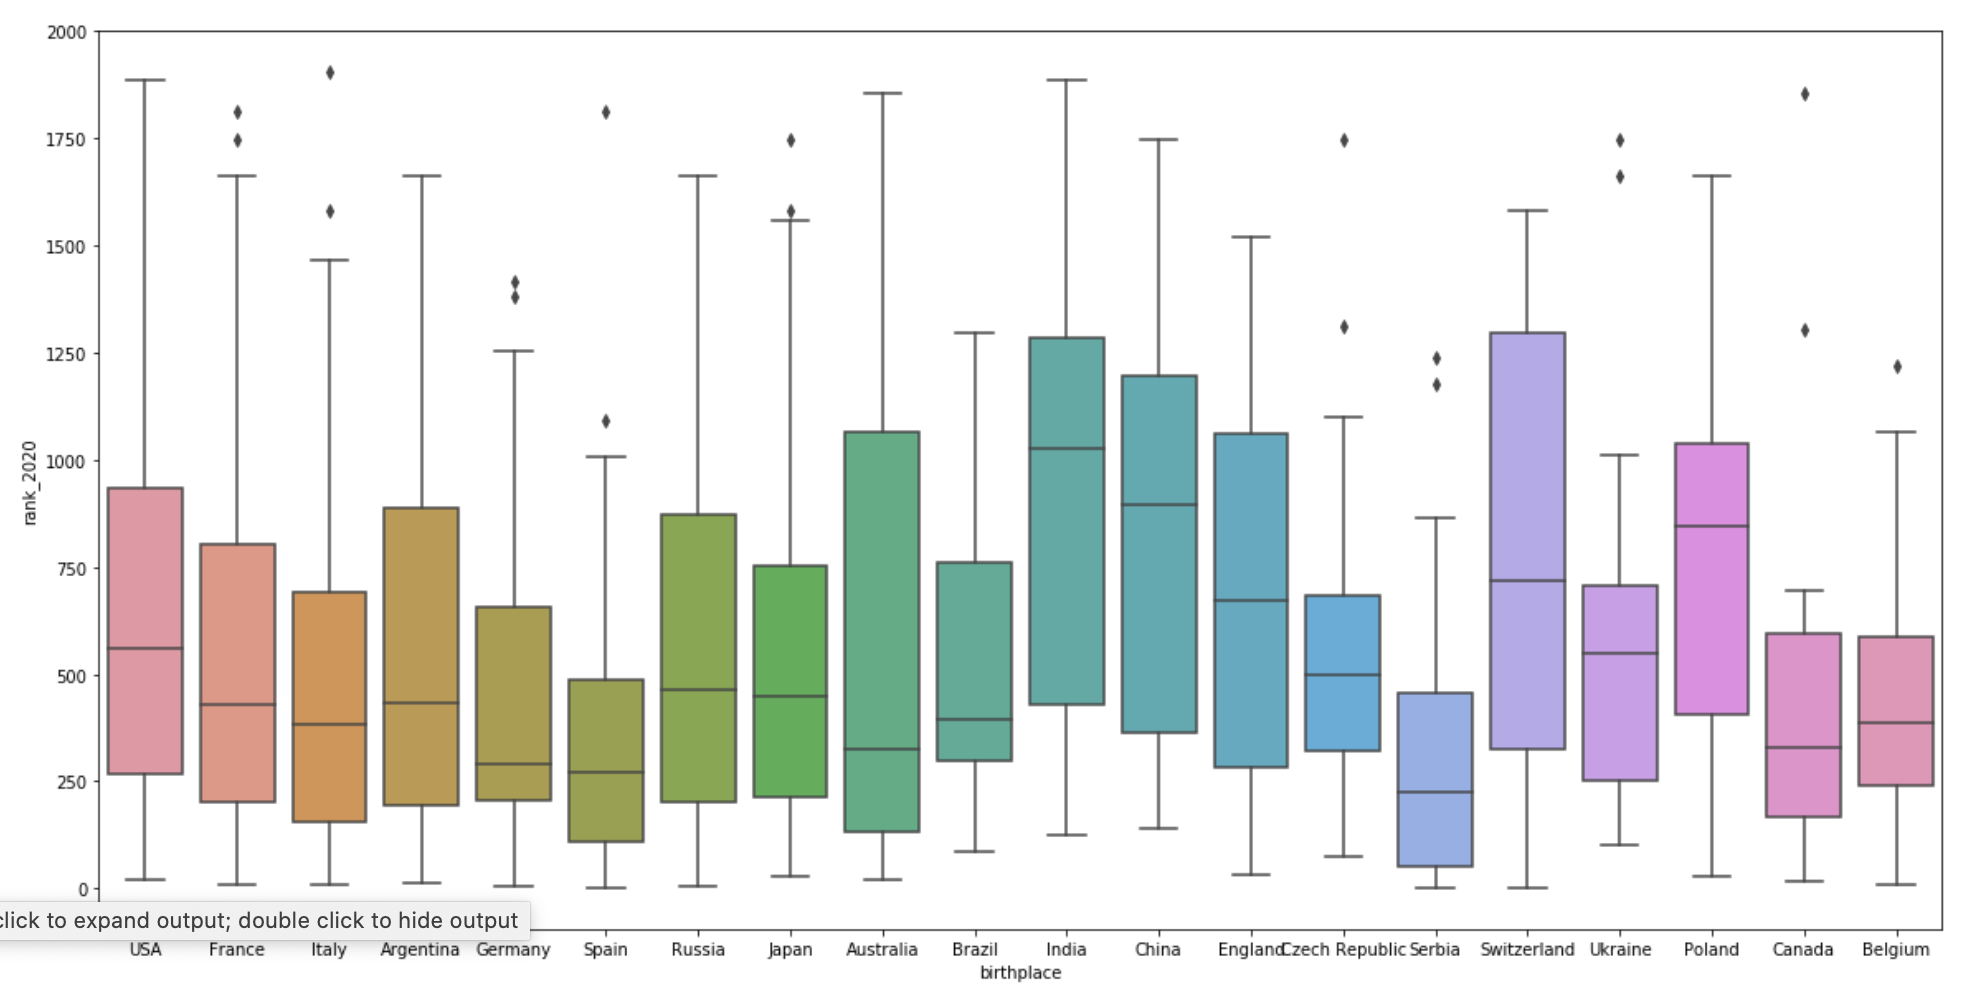 2000
1750
1500
1250
1000
750
500
250
0
rank_2020
click to expand output; double click to hide output
USA France Italy Argentina Germany Spain Russia Japan Australia Brazil India China England Czech Republic Serbia Switzerland Ukraine Poland Canada Belgium
birthplace